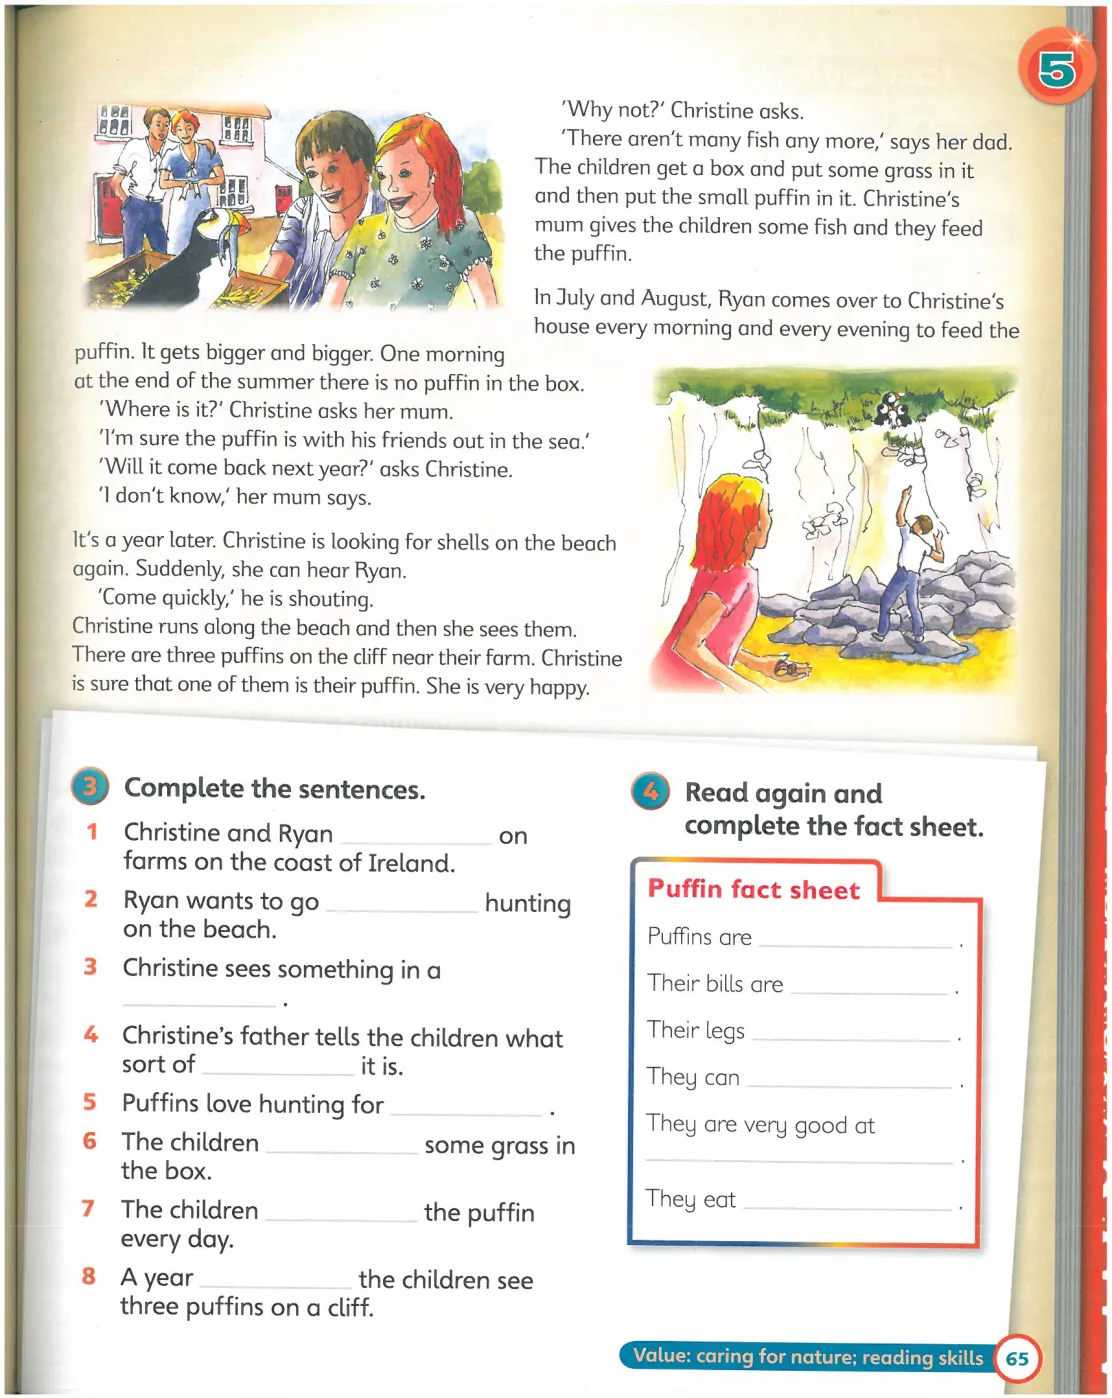 5
'Why not?' Christine asks.
'There aren't many fish any more,' says her dad.
The children get a box and put some grass in it
and then put the small puffin in it. Christine's
mum gives the children some fish and they feed
the puffin.
In July and August, Ryan comes over to Christine's
house every morning and every evening to feed the
puffin. It gets bigger and bigger. One morning
at the end of the summer there is no puffin in the box.
'Where is it?' Christine asks her mum.
'I'm sure the puffin is with his friends out in the sea.'
'Will it come back next year?' asks Christine.
'I don't know,' her mum says.
It's a year later. Christine is looking for shells on the beach
again. Suddenly, she can hear Ryan.
'Come quickly,' he is shouting.
Christine runs along the beach and then she sees them.
There are three puffins on the cliff near their farm. Christine
is sure that one of them is their puffin. She is very happy.
3 Complete the sentences.
1 Christine and Ryan ____________ on
farms on the coast of Ireland.
2 Ryan wants to go ____________ hunting
on the beach.
3 Christine sees something in a
____________ .
4 Christine's father tells the children what
sort of ____________ it is.
5 Puffins love hunting for ____________ .
6 The children ____________ some grass in
the box.
7 The children ____________ the puffin
every day.
8 A year ____________ the children see
three puffins on a cliff.
4 Read again and
complete the fact sheet.
Puffin fact sheet
Puffins are ____________ .
Their bills are ____________ .
Their legs ____________ .
They can ____________ .
They are very good at
____________ .
They eat ____________ .
Value: caring for nature; reading skills 65